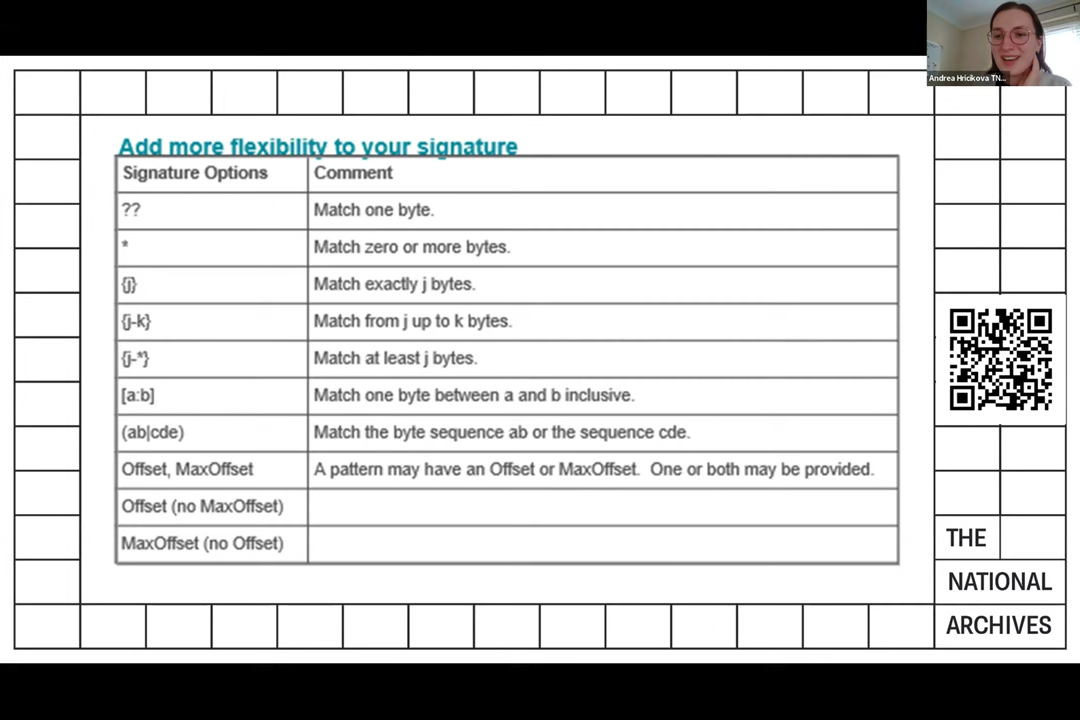 Andrea Hricikova TN...
Add more flexibility to your signature
Signature Options Comment
?? Match one byte.
* Match zero or more bytes.
{j} Match exactly j bytes.
{j-k} Match from j up to k bytes.
{j-*} Match at least j bytes.
[a:b] Match one byte between a and b inclusive.
(ab|cde) Match the byte sequence ab or the sequence cde.
Offset, MaxOffset A pattern may have an Offset or MaxOffset. One or both may be provided.
Offset (no MaxOffset)
MaxOffset (no Offset)
THE
NATIONAL
ARCHIVES